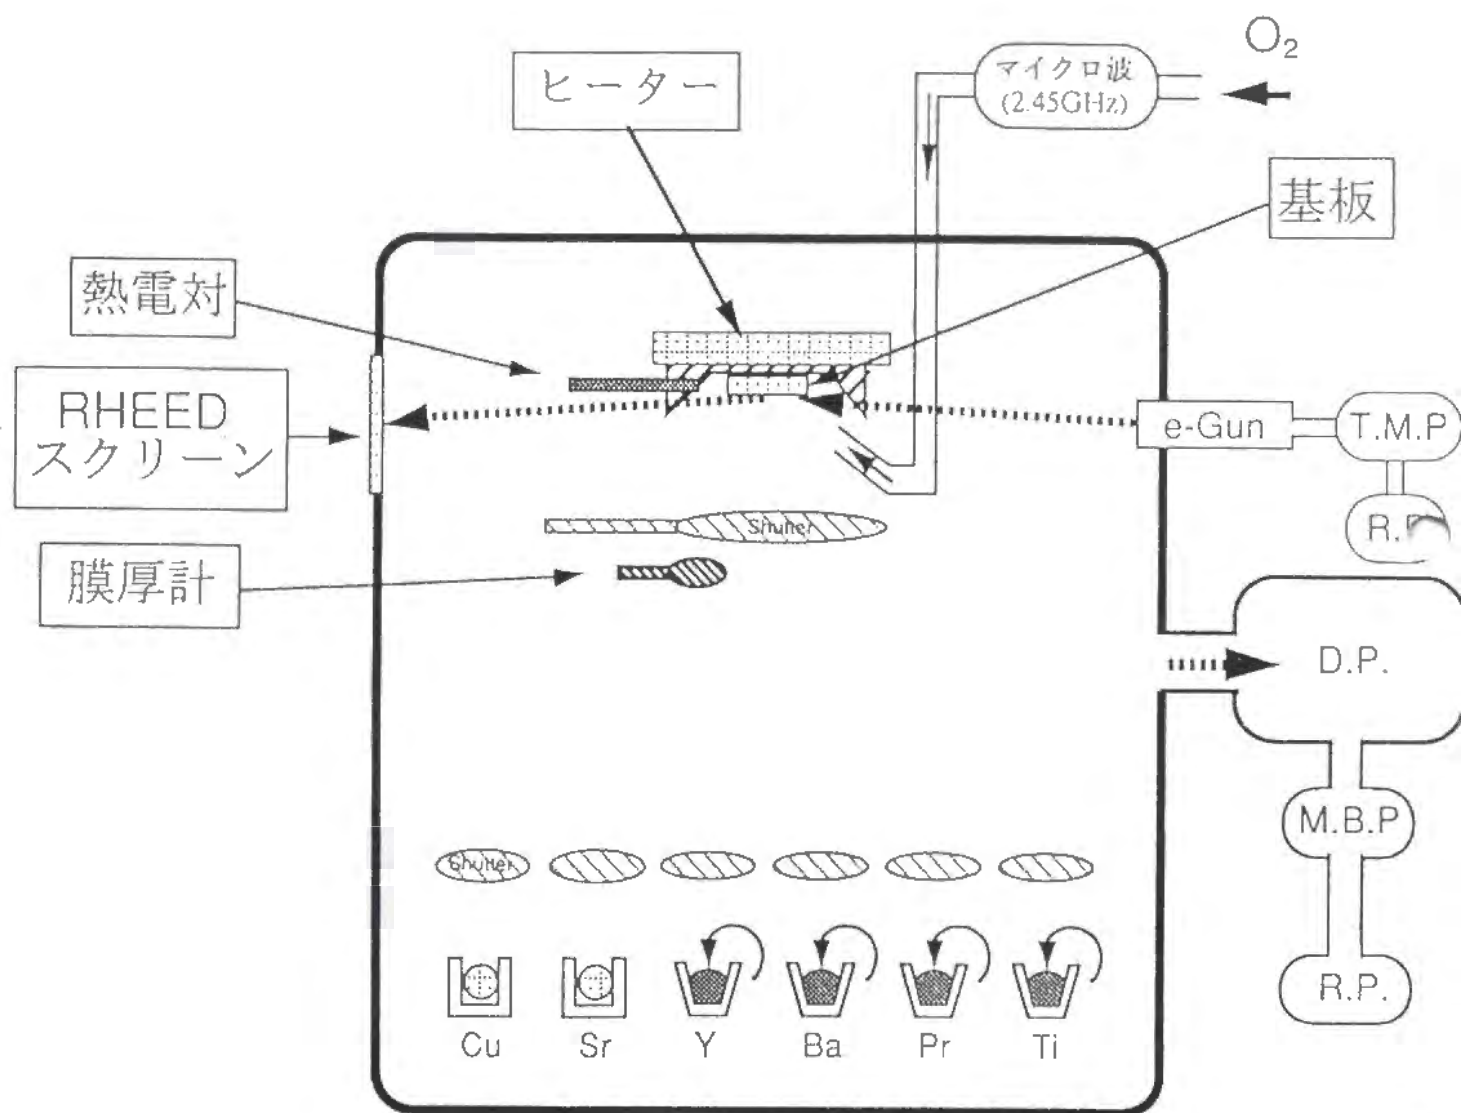 O₂
マイクロ波
(2.45GHz)
ヒーター
基板
熱電対
RHEED
スクリーン
e-Gun
T.M.P
Shutter
膜厚計
D.P.
M.B.P
Shutter
R.P.
Cu
Sr
Y
Ba
Pr
Ti